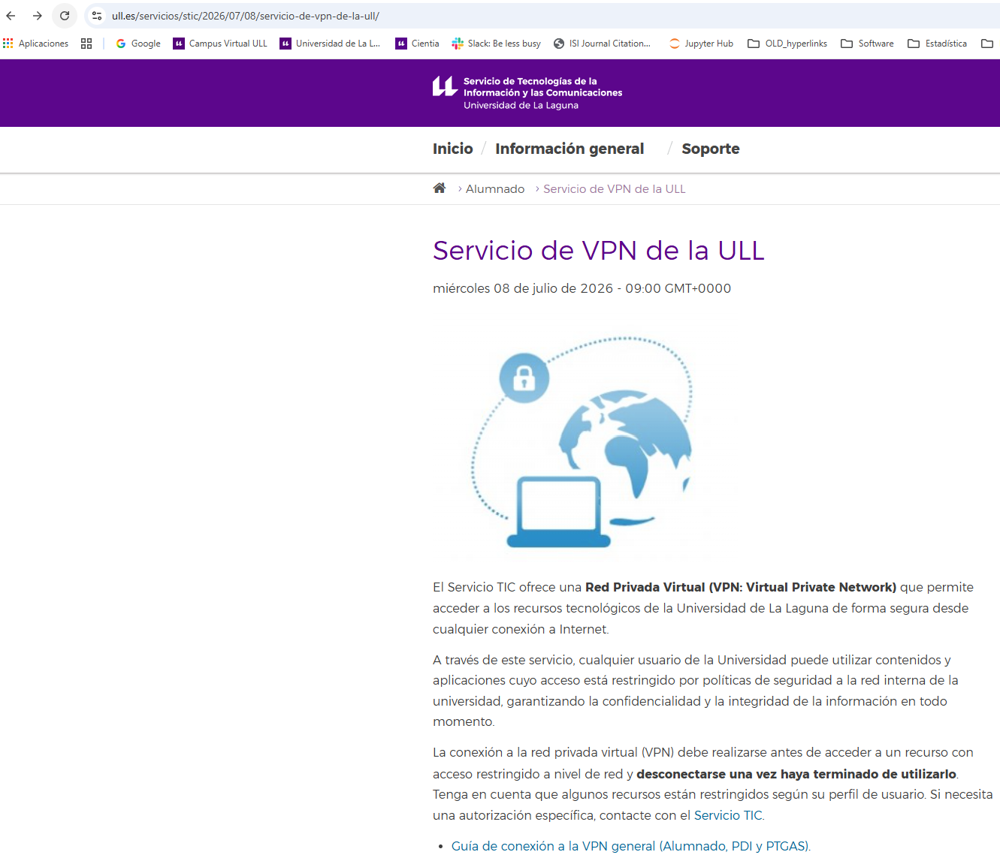 ull.es/servicios/stic/2026/07/08/servicio-de-vpn-de-la-ull/
Aplicaciones Google Campus Virtual ULL Universidad de La L... Cientia Slack: Be less busy ISI Journal Citation... Jupyter Hub OLD_hyperlinks Software Estadística
Servicio de Tecnologías de la
Información y las Comunicaciones
Universidad de La Laguna
Inicio / Información general / Soporte
› Alumnado › Servicio de VPN de la ULL
Servicio de VPN de la ULL
miércoles 08 de julio de 2026 - 09:00 GMT+0000
El Servicio TIC ofrece una Red Privada Virtual (VPN: Virtual Private Network) que permite
acceder a los recursos tecnológicos de la Universidad de La Laguna de forma segura desde
cualquier conexión a Internet.
A través de este servicio, cualquier usuario de la Universidad puede utilizar contenidos y
aplicaciones cuyo acceso está restringido por políticas de seguridad a la red interna de la
universidad, garantizando la confidencialidad y la integridad de la información en todo
momento.
La conexión a la red privada virtual (VPN) debe realizarse antes de acceder a un recurso con
acceso restringido a nivel de red y desconectarse una vez haya terminado de utilizarlo.
Tenga en cuenta que algunos recursos están restringidos según su perfil de usuario. Si necesita
una autorización específica, contacte con el Servicio TIC.
• Guía de conexión a la VPN general (Alumnado, PDI y PTGAS).